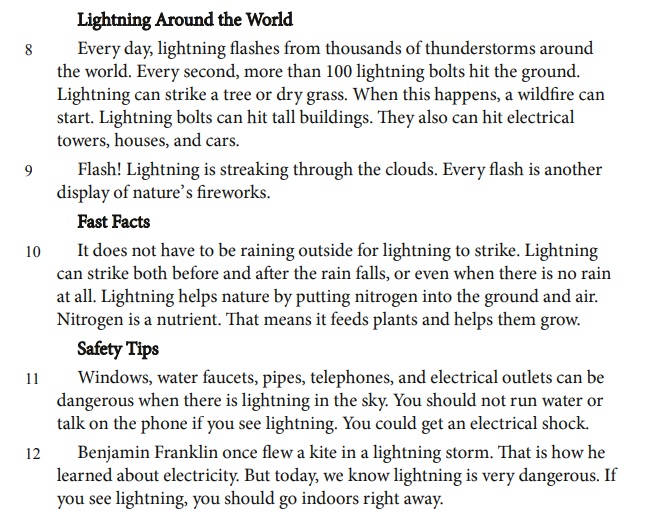 Lightning Around the World
8 Every day, lightning flashes from thousands of thunderstorms around
the world. Every second, more than 100 lightning bolts hit the ground.
Lightning can strike a tree or dry grass. When this happens, a wildfire can
start. Lightning bolts can hit tall buildings. They also can hit electrical
towers, houses, and cars.
9 Flash! Lightning is streaking through the clouds. Every flash is another
display of nature's fireworks.
Fast Facts
10 It does not have to be raining outside for lightning to strike. Lightning
can strike both before and after the rain falls, or even when there is no rain
at all. Lightning helps nature by putting nitrogen into the ground and air.
Nitrogen is a nutrient. That means it feeds plants and helps them grow.
Safety Tips
11 Windows, water faucets, pipes, telephones, and electrical outlets can be
dangerous when there is lightning in the sky. You should not run water or
talk on the phone if you see lightning. You could get an electrical shock.
12 Benjamin Franklin once flew a kite in a lightning storm. That is how he
learned about electricity. But today, we know lightning is very dangerous. If
you see lightning, you should go indoors right away.